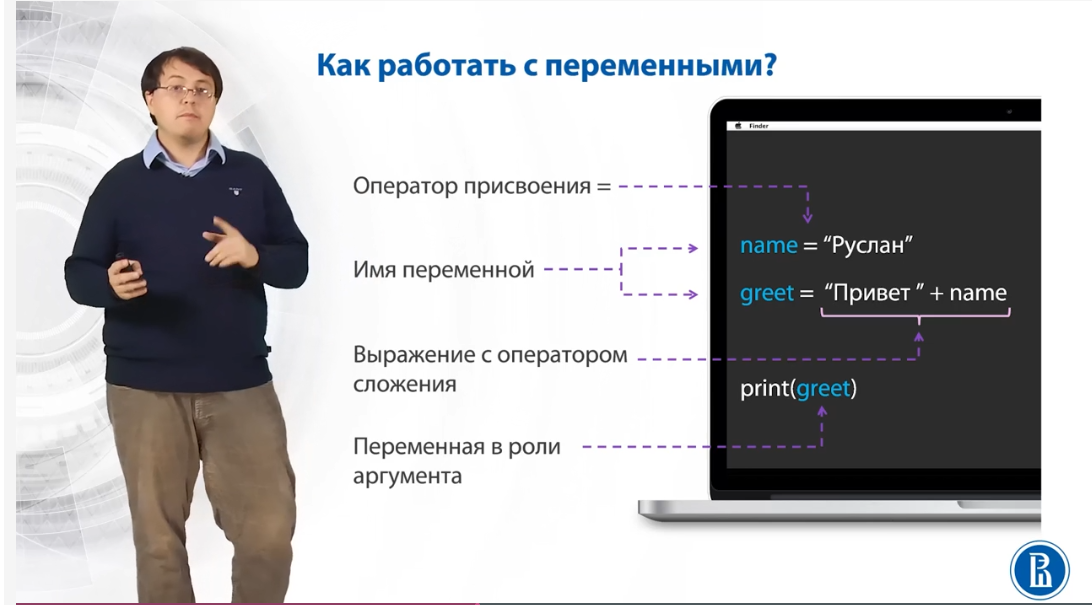 Как работать с переменными?
Finder
Оператор присвоения =
name = “Руслан”
Имя переменной
greet = “Привет ” + name
Выражение с оператором
сложения
print(greet)
Переменная в роли
аргумента